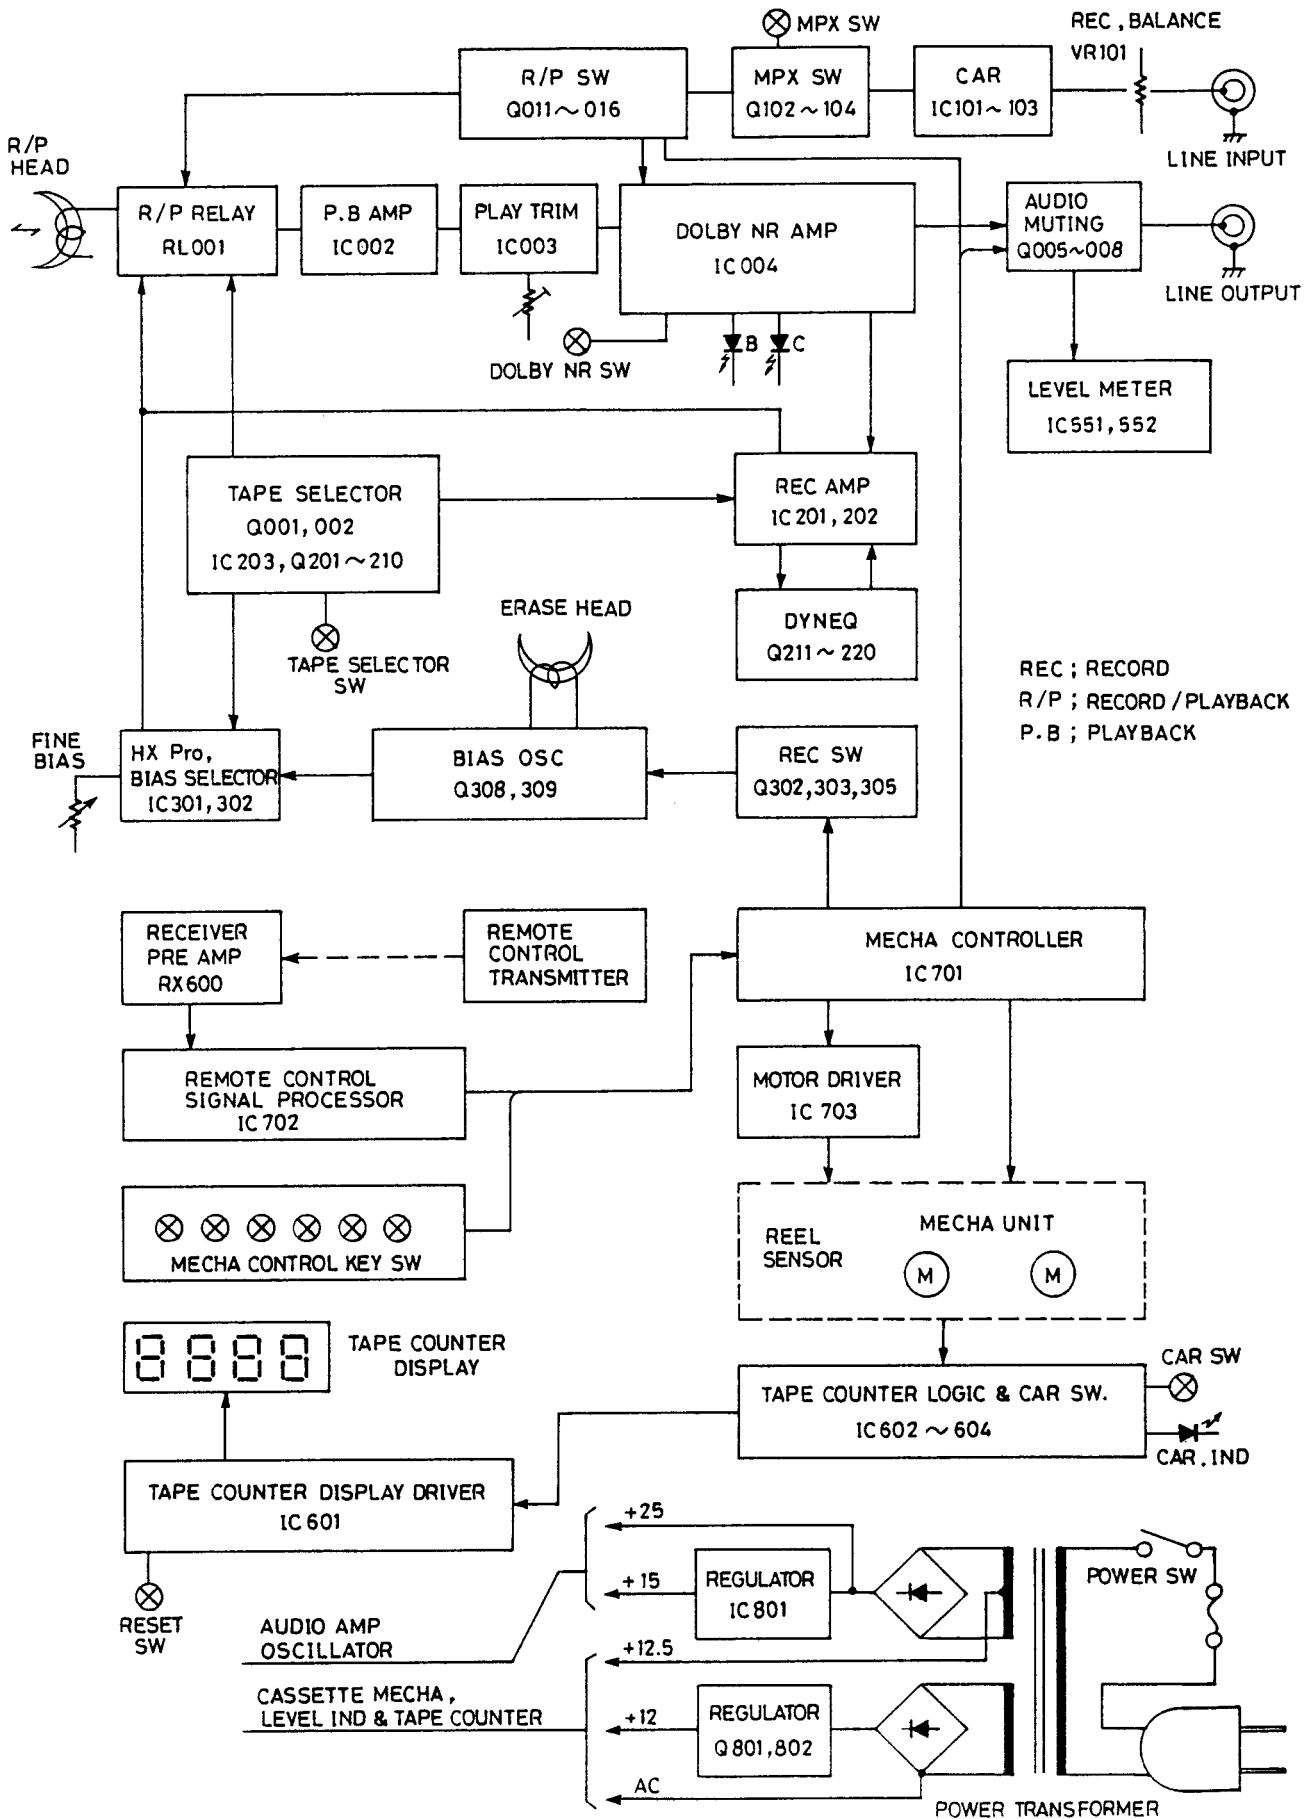 MPX SW
REC, BALANCE
VR101
R/P SW
Q011～016
MPX SW
Q102～104
CAR
IC101～103
LINE INPUT
R/P
HEAD
R/P RELAY
RL001
P.B AMP
IC002
PLAY TRIM
IC003
DOLBY NR AMP
IC004
AUDIO
MUTING
Q005～008
LINE OUTPUT
DOLBY NR SW
B
C
LEVEL METER
IC551, 552
TAPE SELECTOR
Q001, 002
IC203, Q201～210
REC AMP
IC201, 202
TAPE SELECTOR
SW
ERASE HEAD
DYNEQ
Q211～220
REC ; RECORD
R/P ; RECORD / PLAYBACK
P.B ; PLAYBACK
FINE
BIAS
HX Pro,
BIAS SELECTOR
IC301, 302
BIAS OSC
Q308, 309
REC SW
Q302, 303, 305
RECEIVER
PRE AMP
RX600
REMOTE
CONTROL
TRANSMITTER
MECHA CONTROLLER
IC701
REMOTE CONTROL
SIGNAL PROCESSOR
IC702
MOTOR DRIVER
IC 703
MECHA CONTROL KEY SW
REEL
SENSOR
MECHA UNIT
M
M
8888
TAPE COUNTER
DISPLAY
TAPE COUNTER LOGIC & CAR SW.
IC602～604
CAR SW
CAR. IND
TAPE COUNTER DISPLAY DRIVER
IC601
RESET
SW
+25
+15
REGULATOR
IC801
POWER SW
AUDIO AMP
OSCILLATOR
+12.5
CASSETTE MECHA,
LEVEL IND & TAPE COUNTER
+12
REGULATOR
Q801, 802
AC
POWER TRANSFORMER